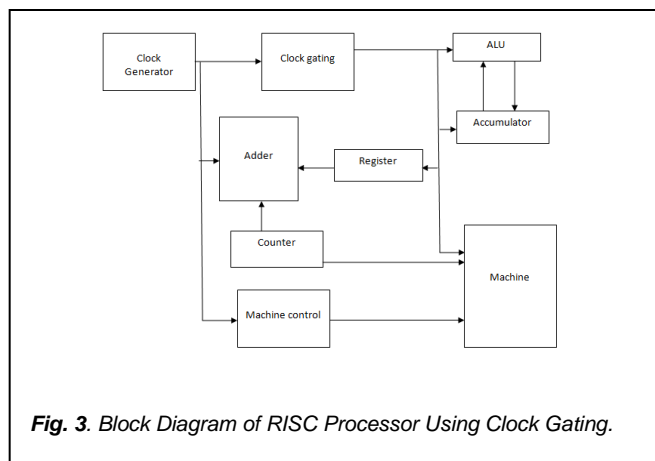 Clock
Generator
Clock gating
ALU
Accumulator
Adder
Register
Counter
Machine
Machine control
Fig. 3. Block Diagram of RISC Processor Using Clock Gating.